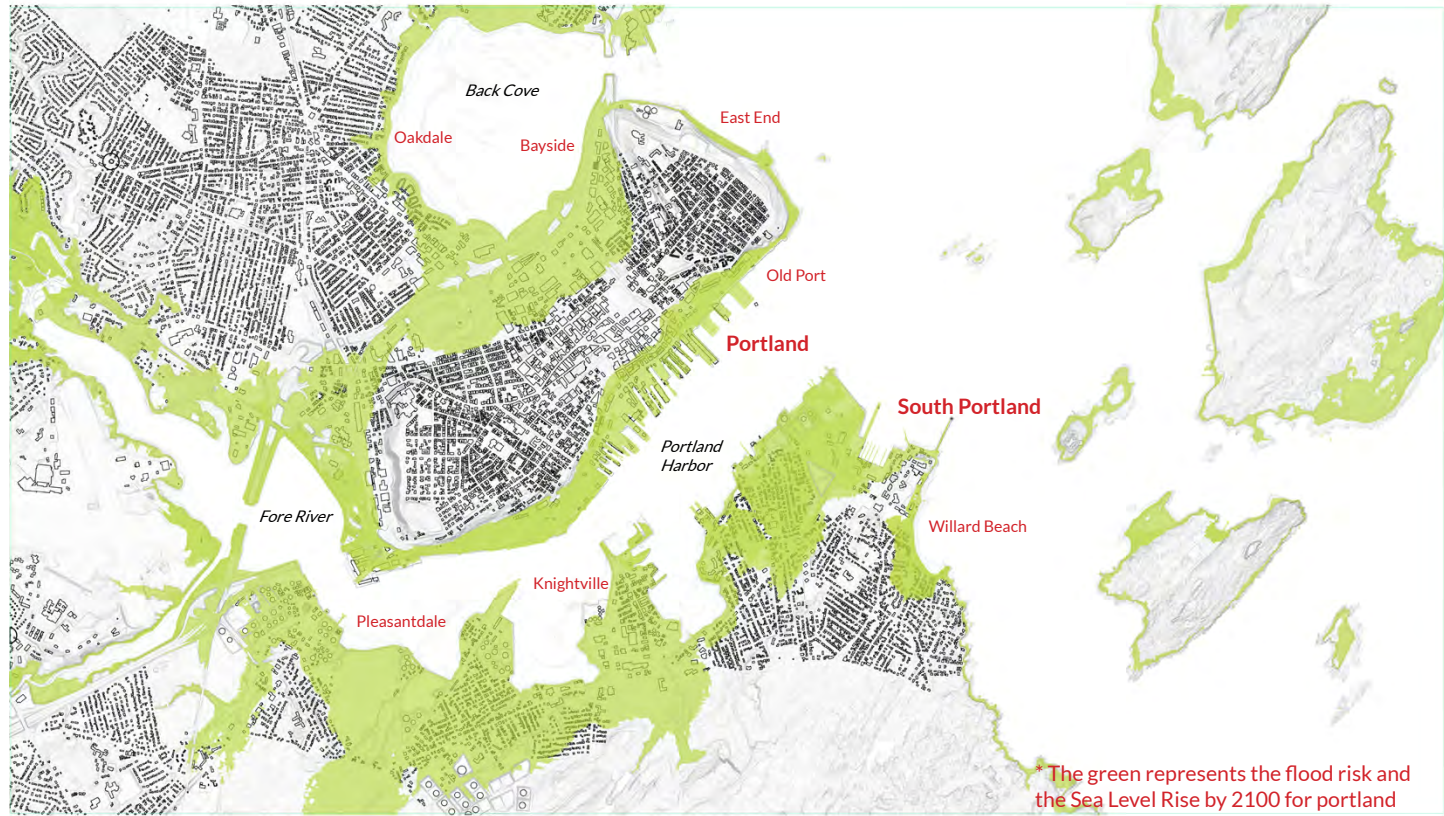 Back Cove
East End
Oakdale
Bayside
Old Port
Portland
South Portland
Portland
Harbor
Fore River
Willard Beach
Knightville
Pleasantdale
* The green represents the flood risk and
the Sea Level Rise by 2100 for portland